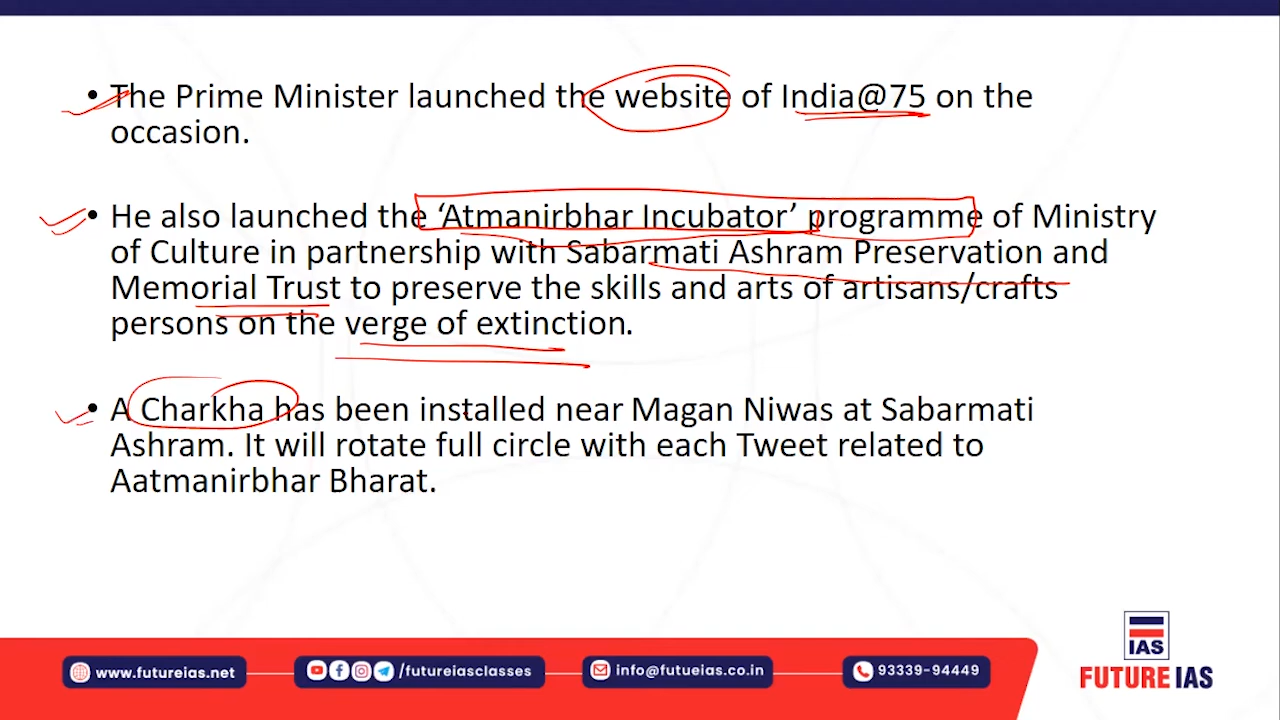 • The Prime Minister launched the website of India@75 on the
occasion.
• He also launched the ‘Atmanirbhar Incubator’ programme of Ministry
of Culture in partnership with Sabarmati Ashram Preservation and
Memorial Trust to preserve the skills and arts of artisans/crafts
persons on the verge of extinction.
• A Charkha has been installed near Magan Niwas at Sabarmati
Ashram. It will rotate full circle with each Tweet related to
Aatmanirbhar Bharat.
IAS
FUTURE IAS
www.futureias.net
/futureiasclasses
info@futueias.co.in
93339-94449